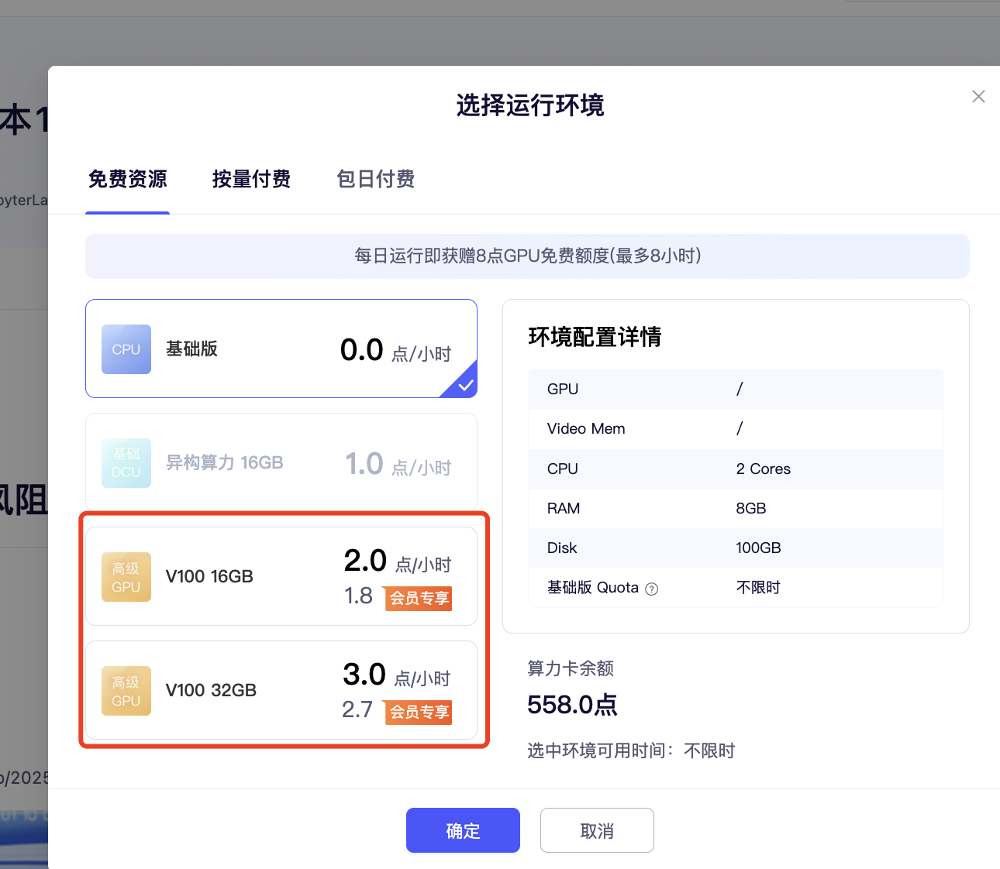 选择运行环境
本1
免费资源
按量付费
包日付费
pyterLa
每日运行即获赠8点GPU免费额度(最多8小时)
CPU
基础版
0.0 点/小时
基础
DCU
异构算力 16GB
1.0 点/小时
风阻
高级
GPU
V100 16GB
2.0 点/小时
1.8 会员专享
高级
GPU
V100 32GB
3.0 点/小时
2.7 会员专享
环境配置详情
GPU /
Video Mem /
CPU 2 Cores
RAM 8GB
Disk 100GB
基础版 Quota ? 不限时
算力卡余额
558.0点
选中环境可用时间：不限时
o/2025
确定
取消